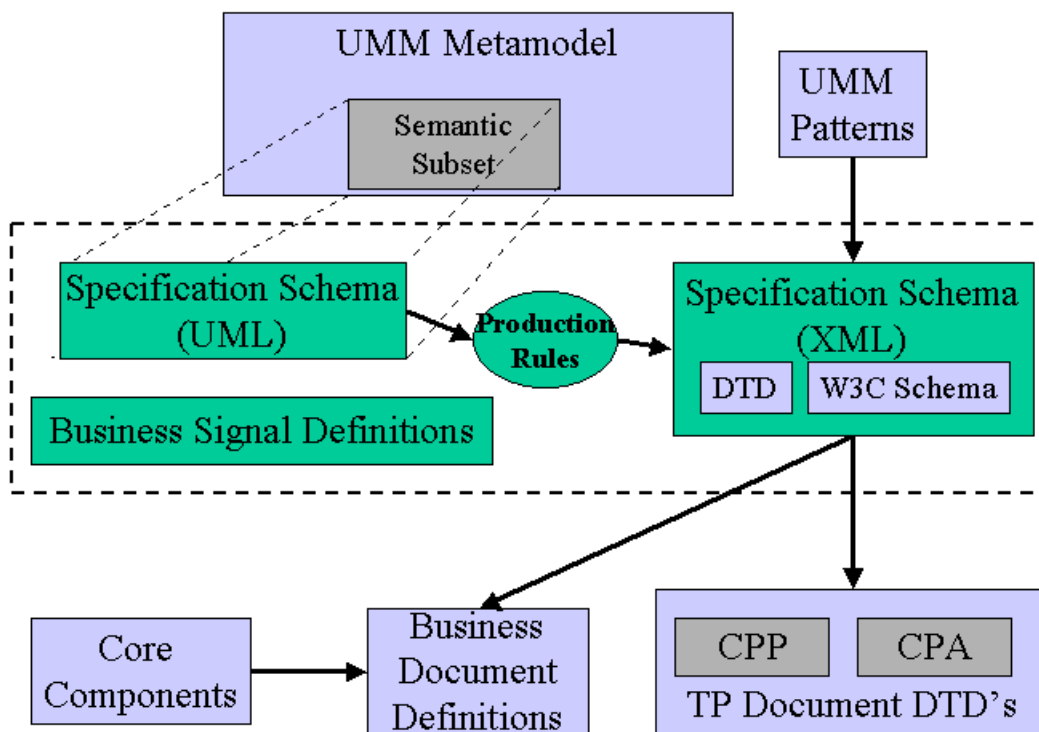 UMM Metamodel
Semantic
Subset
UMM
Patterns
Specification Schema
(UML)
Production
Rules
Specification Schema
(XML)
DTD
W3C Schema
Business Signal Definitions
Core
Components
Business
Document
Definitions
CPP
CPA
TP Document DTD's